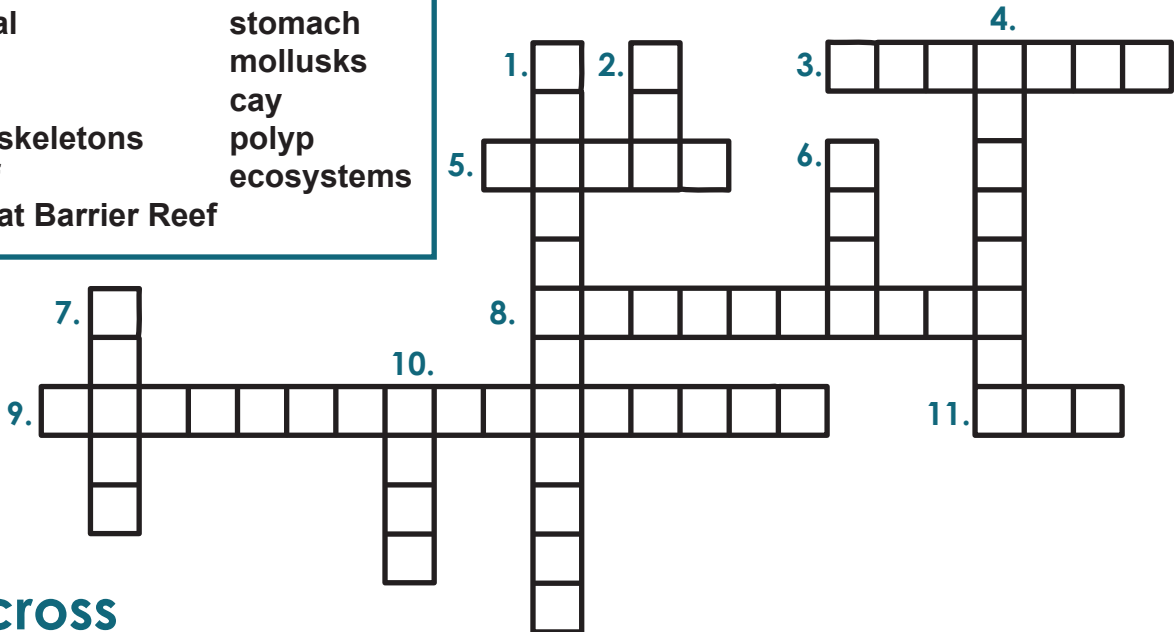 al stomach
mollusks
cay
skeletons polyp
ecosystems
at Barrier Reef
4.
1. 2. 3.
5. 6.
7. 8.
10.
9. 11.
cross